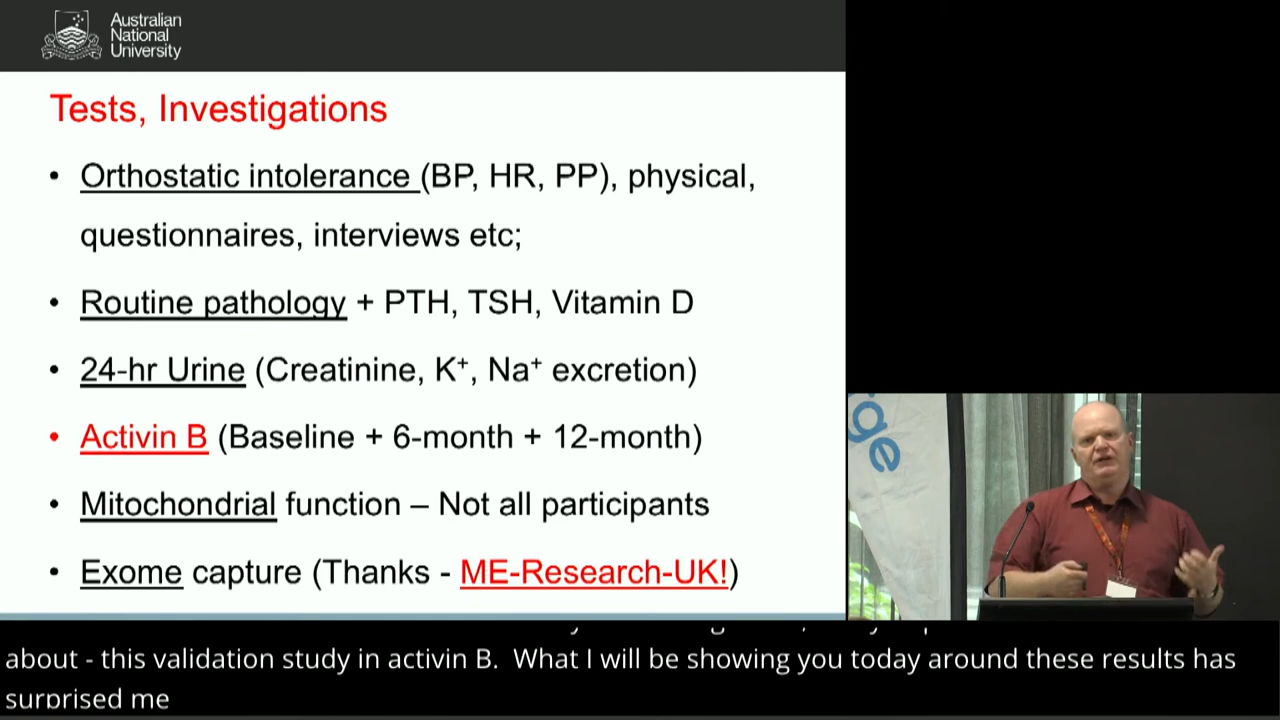 Australian
National
University
Tests, Investigations
• Orthostatic intolerance (BP, HR, PP), physical,
questionnaires, interviews etc;
• Routine pathology + PTH, TSH, Vitamin D
• 24-hr Urine (Creatinine, K⁺, Na⁺ excretion)
• Activin B (Baseline + 6-month + 12-month)
• Mitochondrial function – Not all participants
• Exome capture (Thanks - ME-Research-UK!)
about - this validation study in activin B.  What I will be showing you today around these results has
surprised me